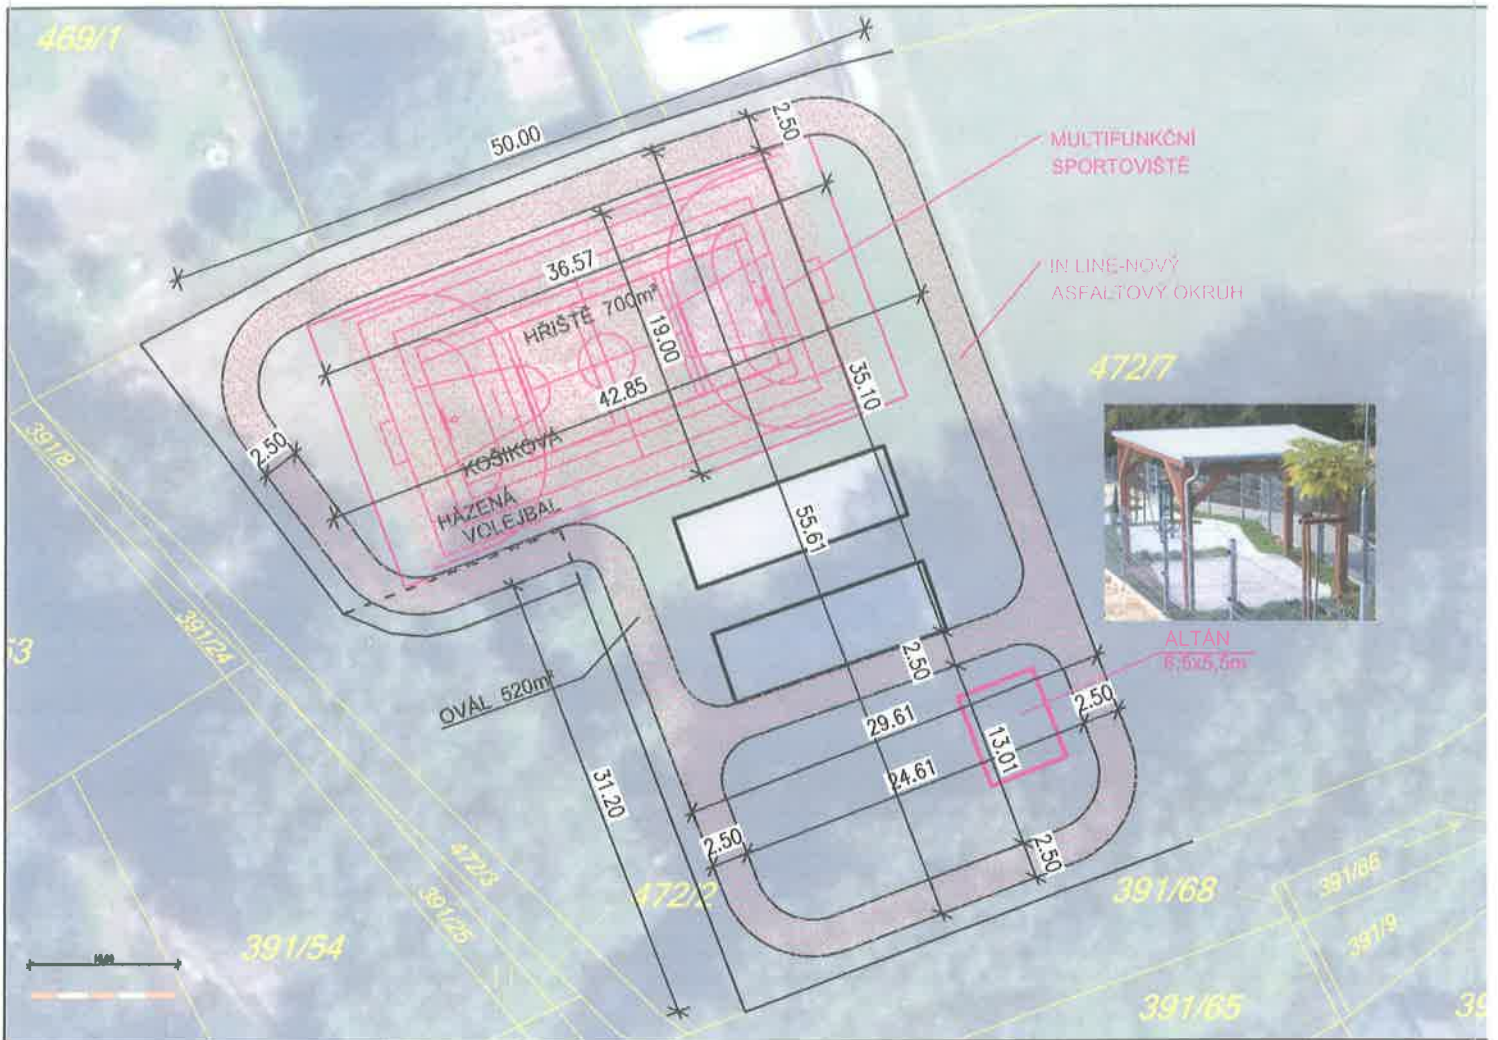 469/1
50.00
2.50
MULTIFUNKČNÍ
SPORTOVIŠTĚ
36.57
IN LINE-NOVÝ
ASFALTOVÝ OKRUH
HŘIŠTĚ 700m²
19.00
472/7
35.10
42.85
391/8
2.50
KOŠÍKOVÁ
HÁZENÁ
VOLEJBAL
55.61
391/24
ALTÁN
6,5x5,5m
2.50
OVÁL 520m²
2.50
29.61
13.01
24.61
31.20
2.50
2.50
472/3
472/2
391/25
391/68
391/66
391/9
391/54
391/65